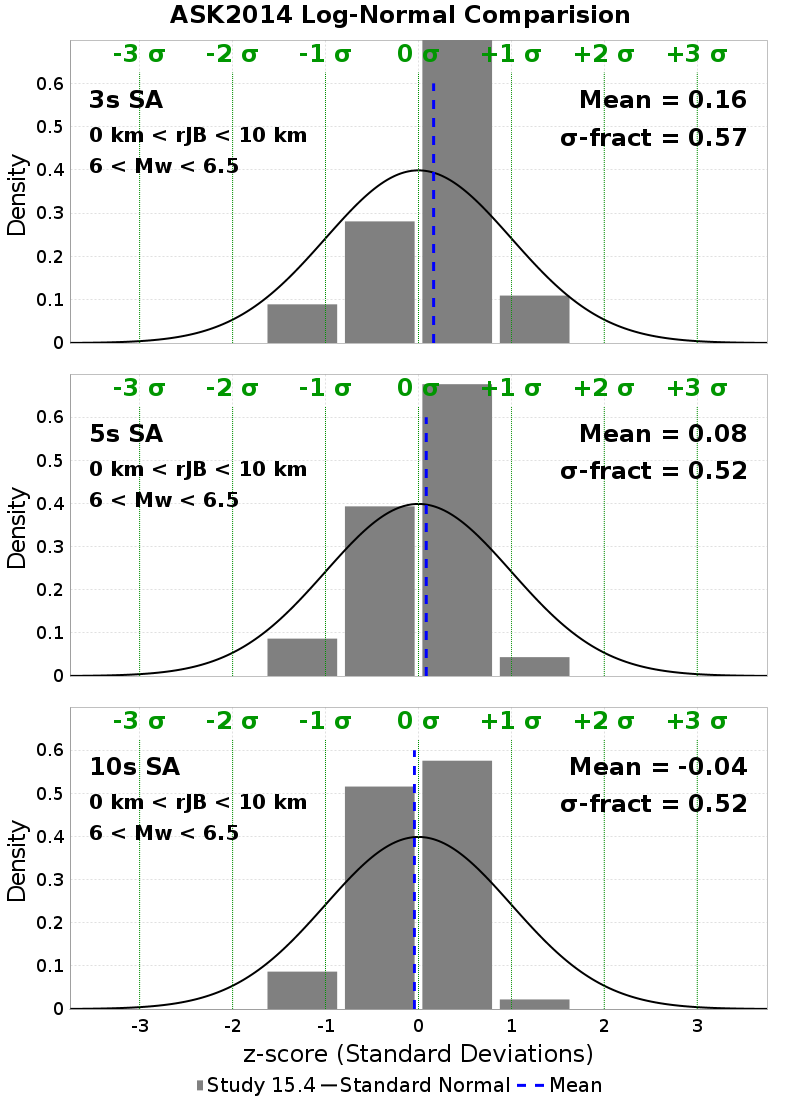 ASK2014 Log-Normal Comparision
-3 σ -2 σ -1 σ 0 σ +1 σ +2 σ +3 σ
3s SA
0 km < rJB < 10 km
6 < Mw < 6.5
Mean = 0.16
σ-fract = 0.57
Density
0.6
0.5
0.4
0.3
0.2
0.1
0
-3 σ -2 σ -1 σ 0 σ +1 σ +2 σ +3 σ
5s SA
0 km < rJB < 10 km
6 < Mw < 6.5
Mean = 0.08
σ-fract = 0.52
Density
0.6
0.5
0.4
0.3
0.2
0.1
0
-3 σ -2 σ -1 σ 0 σ +1 σ +2 σ +3 σ
10s SA
0 km < rJB < 10 km
6 < Mw < 6.5
Mean = -0.04
σ-fract = 0.52
Density
0.6
0.5
0.4
0.3
0.2
0.1
0
-3 -2 -1 0 1 2 3
z-score (Standard Deviations)
Study 15.4 Standard Normal Mean